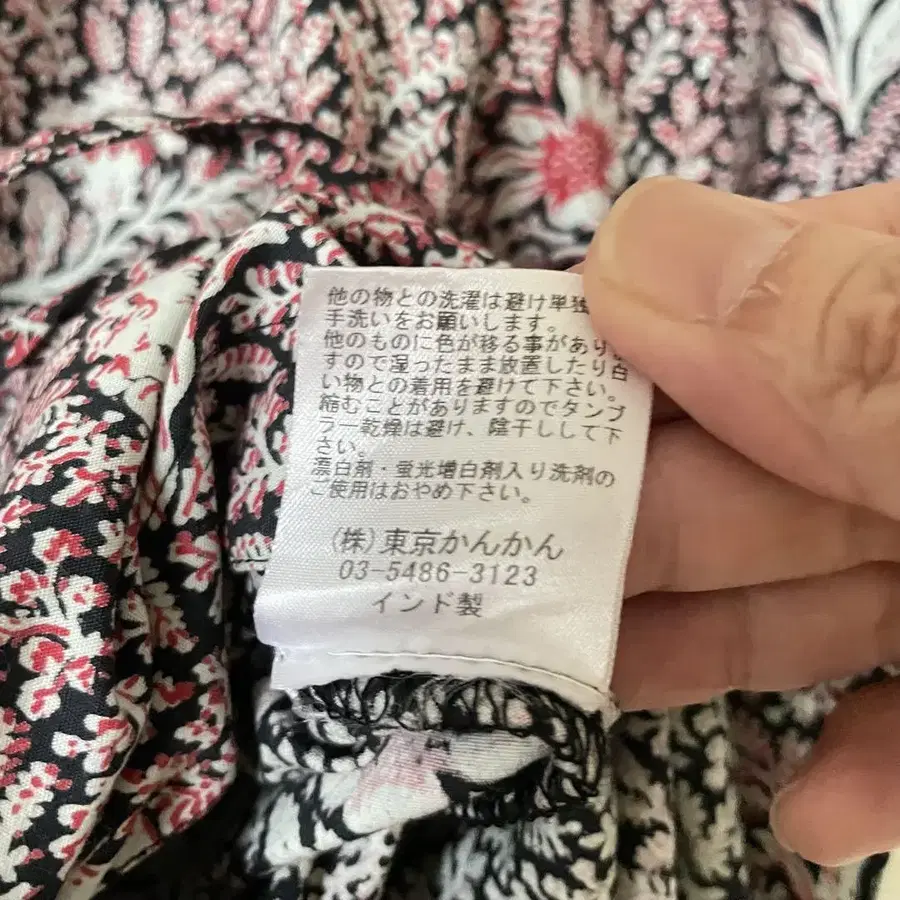 他の物との洗濯は避け単独
手洗いをお願いします。
他のものに色が移る事があり
すので湿ったまま放置したり白
い物との着用を避けて下さい。
縮むことがありますのでタンブ
ラー乾燥は避け、陰干しして下
さい。
漂白剤・蛍光増白剤入り洗剤の
ご使用はおやめ下さい。
(株)東京かんかん
03-5486-3123
インド製